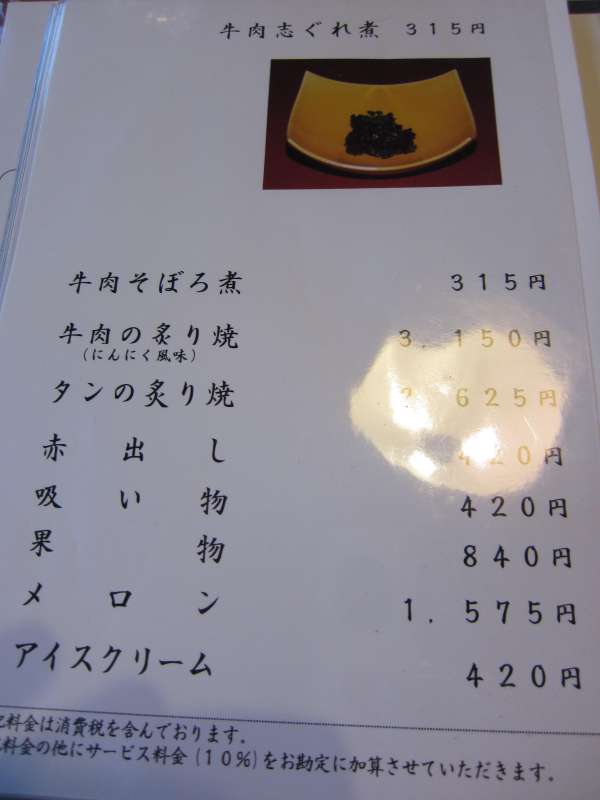 牛肉志ぐれ煮 315円
牛肉そぼろ煮 315円
牛肉の炙り焼 3,150円
(にんにく風味)
タンの炙り焼 2,625円
赤出し 420円
吸い物 420円
果物 840円
メロン 1,575円
アイスクリーム 420円
料金は消費税を含んでおります.
料金の他にサービス料金(10%)をお勘定に加算させていただきます.